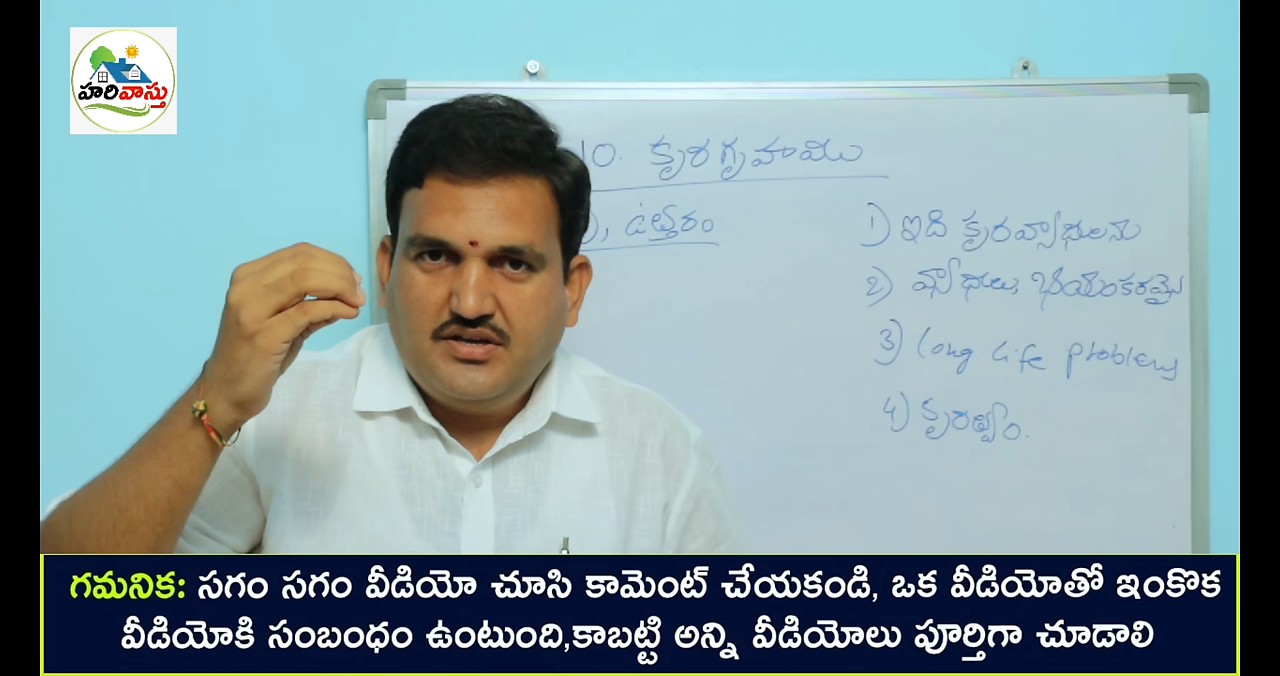 హరివాస్తు
10. కృరగృహము
), ఉత్తరం
1) ఇది కృరవ్యాధులను
2) వ్యాధులు, భయంకరమై
3) Long Life problems
4) కృరత్వం.
గమనిక: సగం సగం వీడియో చూసి కామెంట్ చేయకండి, ఒక వీడియోతో ఇంకొక
వీడియోకి సంబంధం ఉంటుంది,కాబట్టి అన్ని వీడియోలు పూర్తిగా చూడాలి